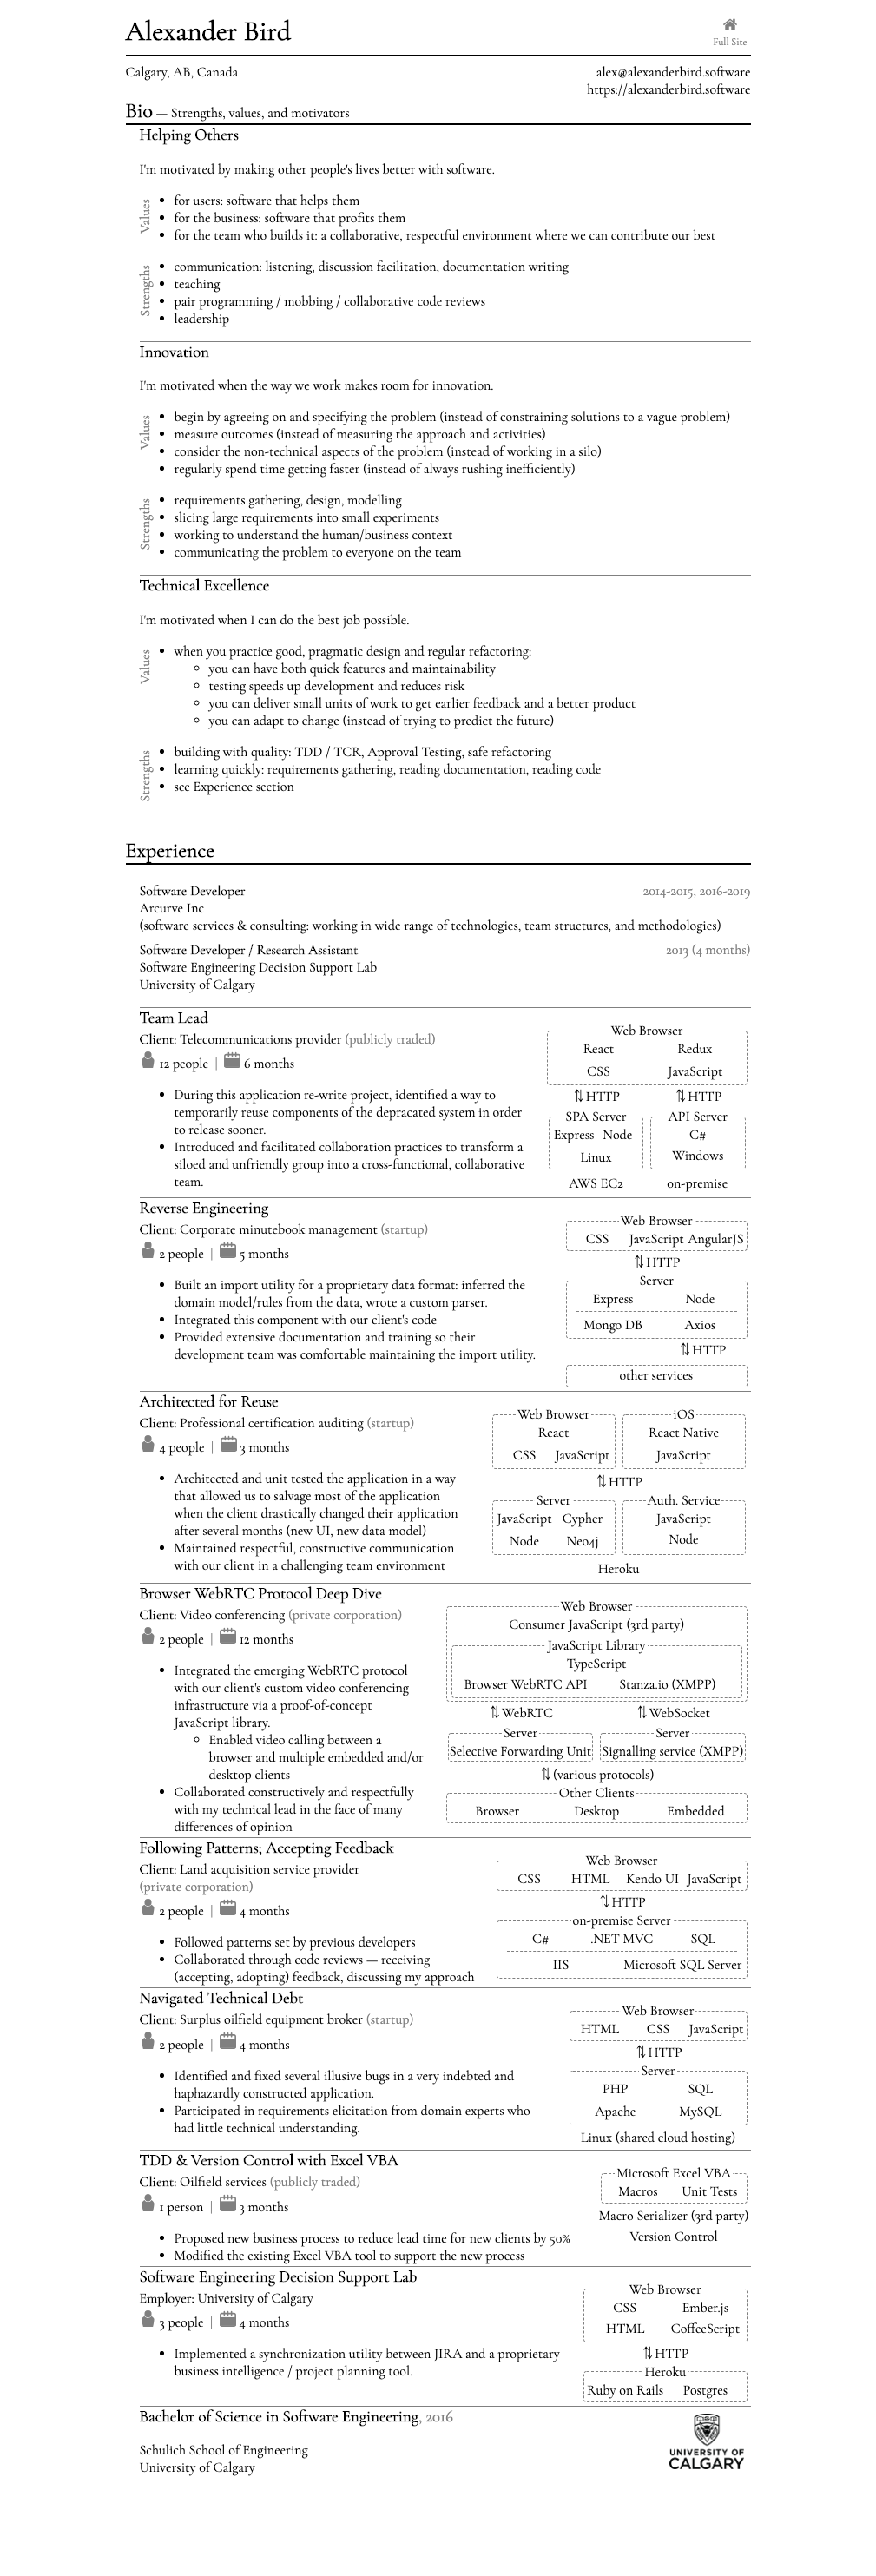 Alexander Bird
Full Site
Calgary, AB, Canada
alex@alexanderbird.software
https://alexanderbird.software
Bio — Strengths, values, and motivators
Helping Others
I'm motivated by making other people's lives better with software.
Values
• for users: software that helps them
• for the business: software that profits them
• for the team who builds it: a collaborative, respectful environment where we can contribute our best
Strengths
• communication: listening, discussion facilitation, documentation writing
• teaching
• pair programming / mobbing / collaborative code reviews
• leadership
Innovation
I'm motivated when the way we work makes room for innovation.
Values
• begin by agreeing on and specifying the problem (instead of constraining solutions to a vague problem)
• measure outcomes (instead of measuring the approach and activities)
• consider the non-technical aspects of the problem (instead of working in a silo)
• regularly spend time getting faster (instead of always rushing inefficiently)
Strengths
• requirements gathering, design, modelling
• slicing large requirements into small experiments
• working to understand the human/business context
• communicating the problem to everyone on the team
Technical Excellence
I'm motivated when I can do the best job possible.
Values
• when you practice good, pragmatic design and regular refactoring:
◦ you can have both quick features and maintainability
◦ testing speeds up development and reduces risk
◦ you can deliver small units of work to get earlier feedback and a better product
◦ you can adapt to change (instead of trying to predict the future)
Strengths
• building with quality: TDD / TCR, Approval Testing, safe refactoring
• learning quickly: requirements gathering, reading documentation, reading code
• see Experience section
Experience
Software Developer 2014-2015, 2016-2019
Arcurve Inc
(software services & consulting: working in wide range of technologies, team structures, and methodologies)
Software Developer / Research Assistant 2013 (4 months)
Software Engineering Decision Support Lab
University of Calgary
Team Lead
Client: Telecommunications provider (publicly traded)
12 people | 6 months
• During this application re-write project, identified a way to
temporarily reuse components of the depracated system in order
to release sooner.
• Introduced and facilitated collaboration practices to transform a
siloed and unfriendly group into a cross-functional, collaborative
team.
Web Browser
React Redux
CSS JavaScript
⇅ HTTP ⇅ HTTP
SPA Server API Server
Express Node C#
Linux Windows
AWS EC2 on-premise
Reverse Engineering
Client: Corporate minutebook management (startup)
2 people | 5 months
• Built an import utility for a proprietary data format: inferred the
domain model/rules from the data, wrote a custom parser.
• Integrated this component with our client's code
• Provided extensive documentation and training so their
development team was comfortable maintaining the import utility.
Web Browser
CSS JavaScript AngularJS
⇅ HTTP
Server
Express Node
Mongo DB Axios
⇅ HTTP
other services
Architected for Reuse
Client: Professional certification auditing (startup)
4 people | 3 months
• Architected and unit tested the application in a way
that allowed us to salvage most of the application
when the client drastically changed their application
after several months (new UI, new data model)
• Maintained respectful, constructive communication
with our client in a challenging team environment
Web Browser iOS
React React Native
CSS JavaScript JavaScript
⇅ HTTP
Server Auth. Service
JavaScript Cypher JavaScript
Node Neo4j Node
Heroku
Browser WebRTC Protocol Deep Dive
Client: Video conferencing (private corporation)
2 people | 12 months
• Integrated the emerging WebRTC protocol
with our client's custom video conferencing
infrastructure via a proof-of-concept
JavaScript library.
◦ Enabled video calling between a
browser and multiple embedded and/or
desktop clients
• Collaborated constructively and respectfully
with my technical lead in the face of many
differences of opinion
Web Browser
Consumer JavaScript (3rd party)
JavaScript Library
TypeScript
Browser WebRTC API Stanza.io (XMPP)
⇅ WebRTC ⇅ WebSocket
Server Server
Selective Forwarding Unit Signalling service (XMPP)
⇅ (various protocols)
Other Clients
Browser Desktop Embedded
Following Patterns; Accepting Feedback
Client: Land acquisition service provider
(private corporation)
2 people | 4 months
• Followed patterns set by previous developers
• Collaborated through code reviews — receiving
(accepting, adopting) feedback, discussing my approach
Web Browser
CSS HTML Kendo UI JavaScript
⇅ HTTP
on-premise Server
C# .NET MVC SQL
IIS Microsoft SQL Server
Navigated Technical Debt
Client: Surplus oilfield equipment broker (startup)
2 people | 4 months
• Identified and fixed several illusive bugs in a very indebted and
haphazardly constructed application.
• Participated in requirements elicitation from domain experts who
had little technical understanding.
Web Browser
HTML CSS JavaScript
⇅ HTTP
Server
PHP SQL
Apache MySQL
Linux (shared cloud hosting)
TDD & Version Control with Excel VBA
Client: Oilfield services (publicly traded)
1 person | 3 months
• Proposed new business process to reduce lead time for new clients by 50%
• Modified the existing Excel VBA tool to support the new process
Microsoft Excel VBA
Macros Unit Tests
Macro Serializer (3rd party)
Version Control
Software Engineering Decision Support Lab
Employer: University of Calgary
3 people | 4 months
• Implemented a synchronization utility between JIRA and a proprietary
business intelligence / project planning tool.
Web Browser
CSS Ember.js
HTML CoffeeScript
⇅ HTTP
Heroku
Ruby on Rails Postgres
Bachelor of Science in Software Engineering, 2016
Schulich School of Engineering
University of Calgary
UNIVERSITY OF
CALGARY